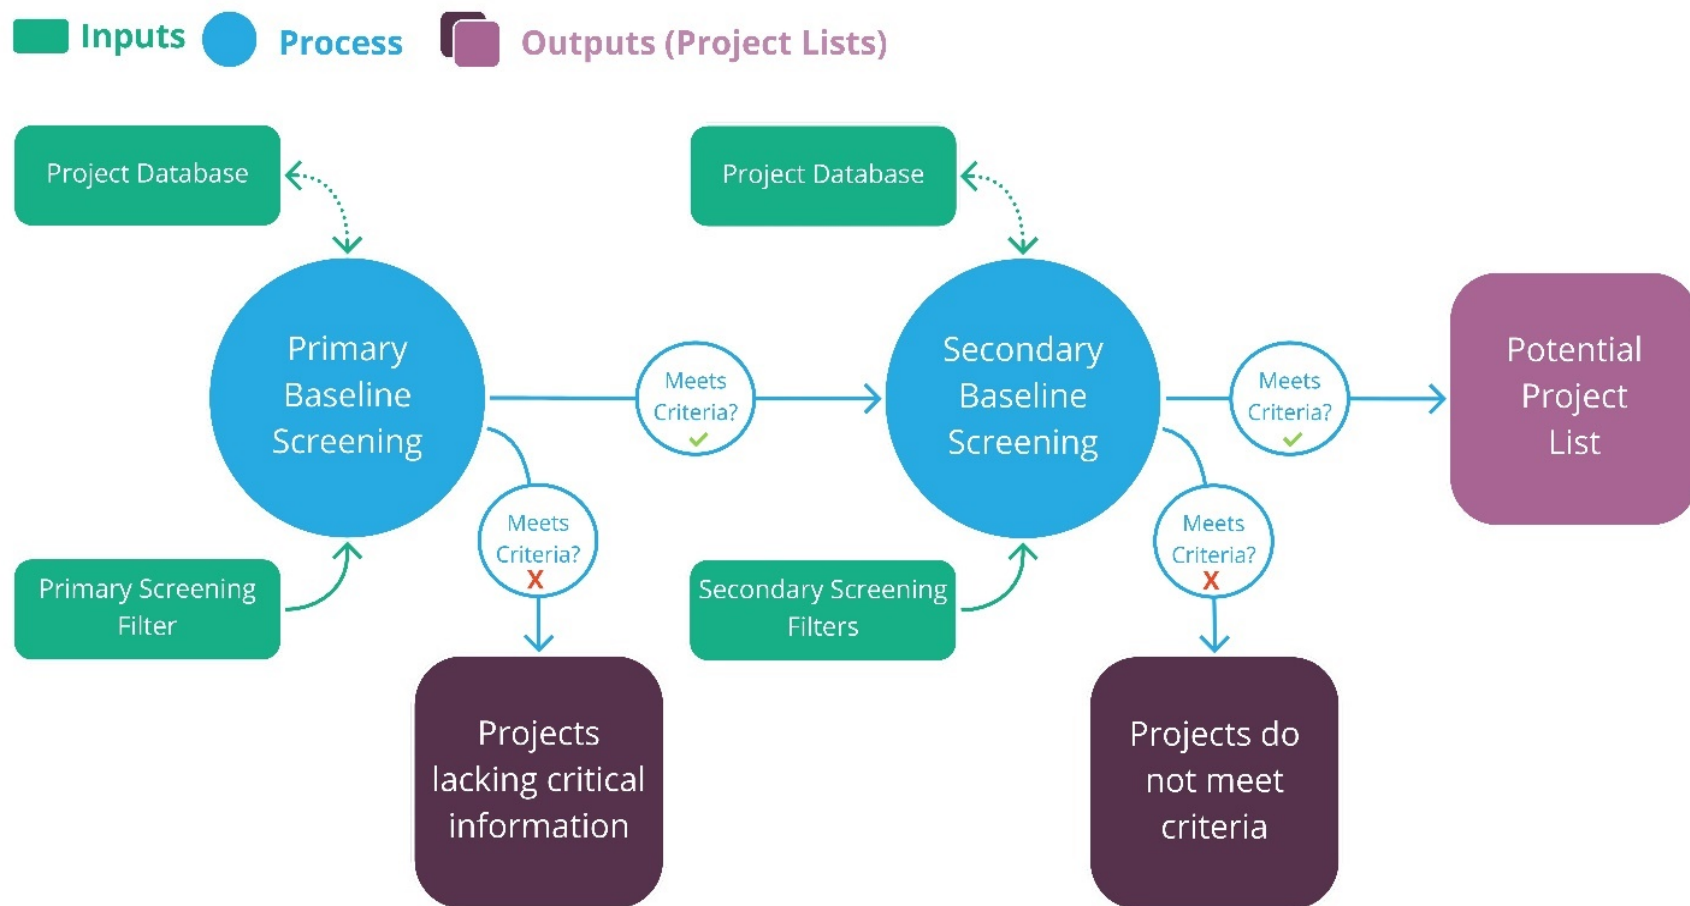 Inputs Process Outputs (Project Lists)
Project Database
Project Database
Primary
Baseline
Screening
Meets
Criteria?
Secondary
Baseline
Screening
Meets
Criteria?
Potential
Project
List
Meets
Criteria?
X
Meets
Criteria?
X
Primary Screening
Filter
Secondary Screening
Filters
Projects
lacking critical
information
Projects do
not meet
criteria